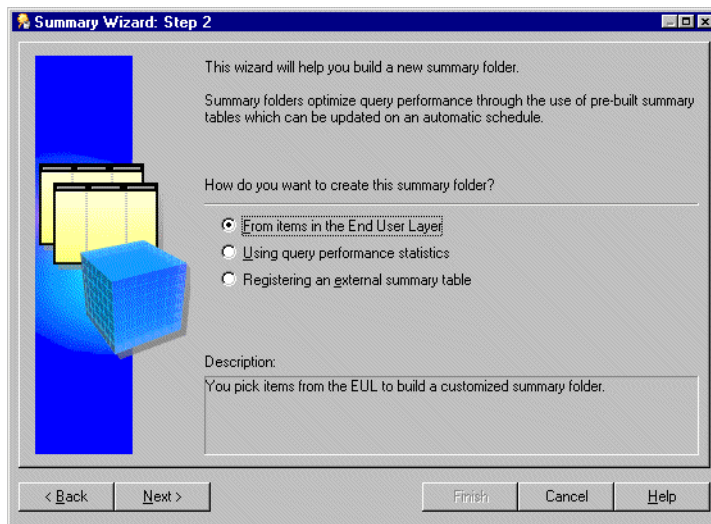 Summary Wizard: Step 2
This wizard will help you build a new summary folder.
Summary folders optimize query performance through the use of pre-built summary
tables which can be updated on an automatic schedule.
How do you want to create this summary folder?
From items in the End User Layer
Using query performance statistics
Registering an external summary table
Description:
You pick items from the EUL to build a customized summary folder.
< Back Next > Finish Cancel Help